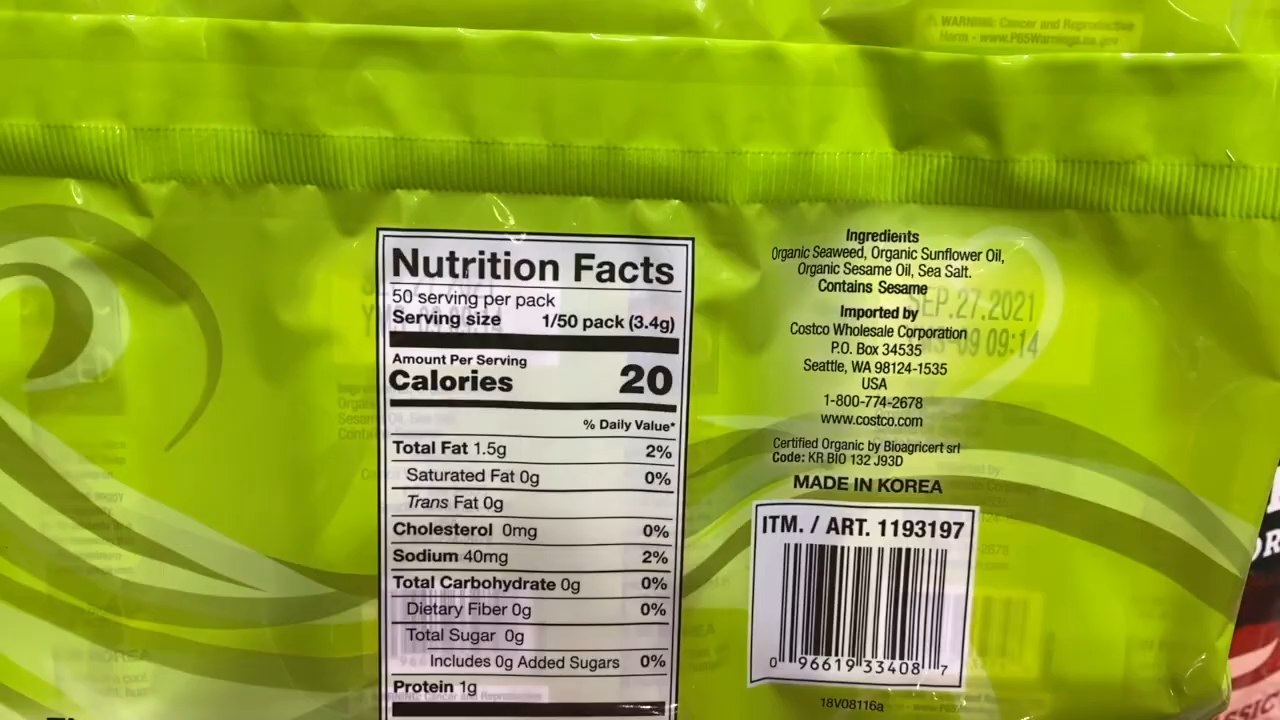 WARNING: Cancer and Reproductive
Harm - www.P65Warnings.ca.gov
Nutrition Facts
50 serving per pack
Serving size 1/50 pack (3.4g)
Amount Per Serving
Calories 20
% Daily Value*
Total Fat 1.5g 2%
Saturated Fat 0g 0%
Trans Fat 0g
Cholesterol 0mg 0%
Sodium 40mg 2%
Total Carbohydrate 0g 0%
Dietary Fiber 0g 0%
Total Sugar 0g
Includes 0g Added Sugars 0%
Protein 1g
Ingredients
Organic Seaweed, Organic Sunflower Oil,
Organic Sesame Oil, Sea Salt.
Contains Sesame
SEP.27.2021
09 09:14
Imported by
Costco Wholesale Corporation
P.O. Box 34535
Seattle, WA 98124-1535
USA
1-800-774-2678
www.costco.com
Certified Organic by Bioagricert srl
Code: KR BIO 132 J93D
MADE IN KOREA
ITM. / ART. 1193197
0 96619 33408 7
18V08116a